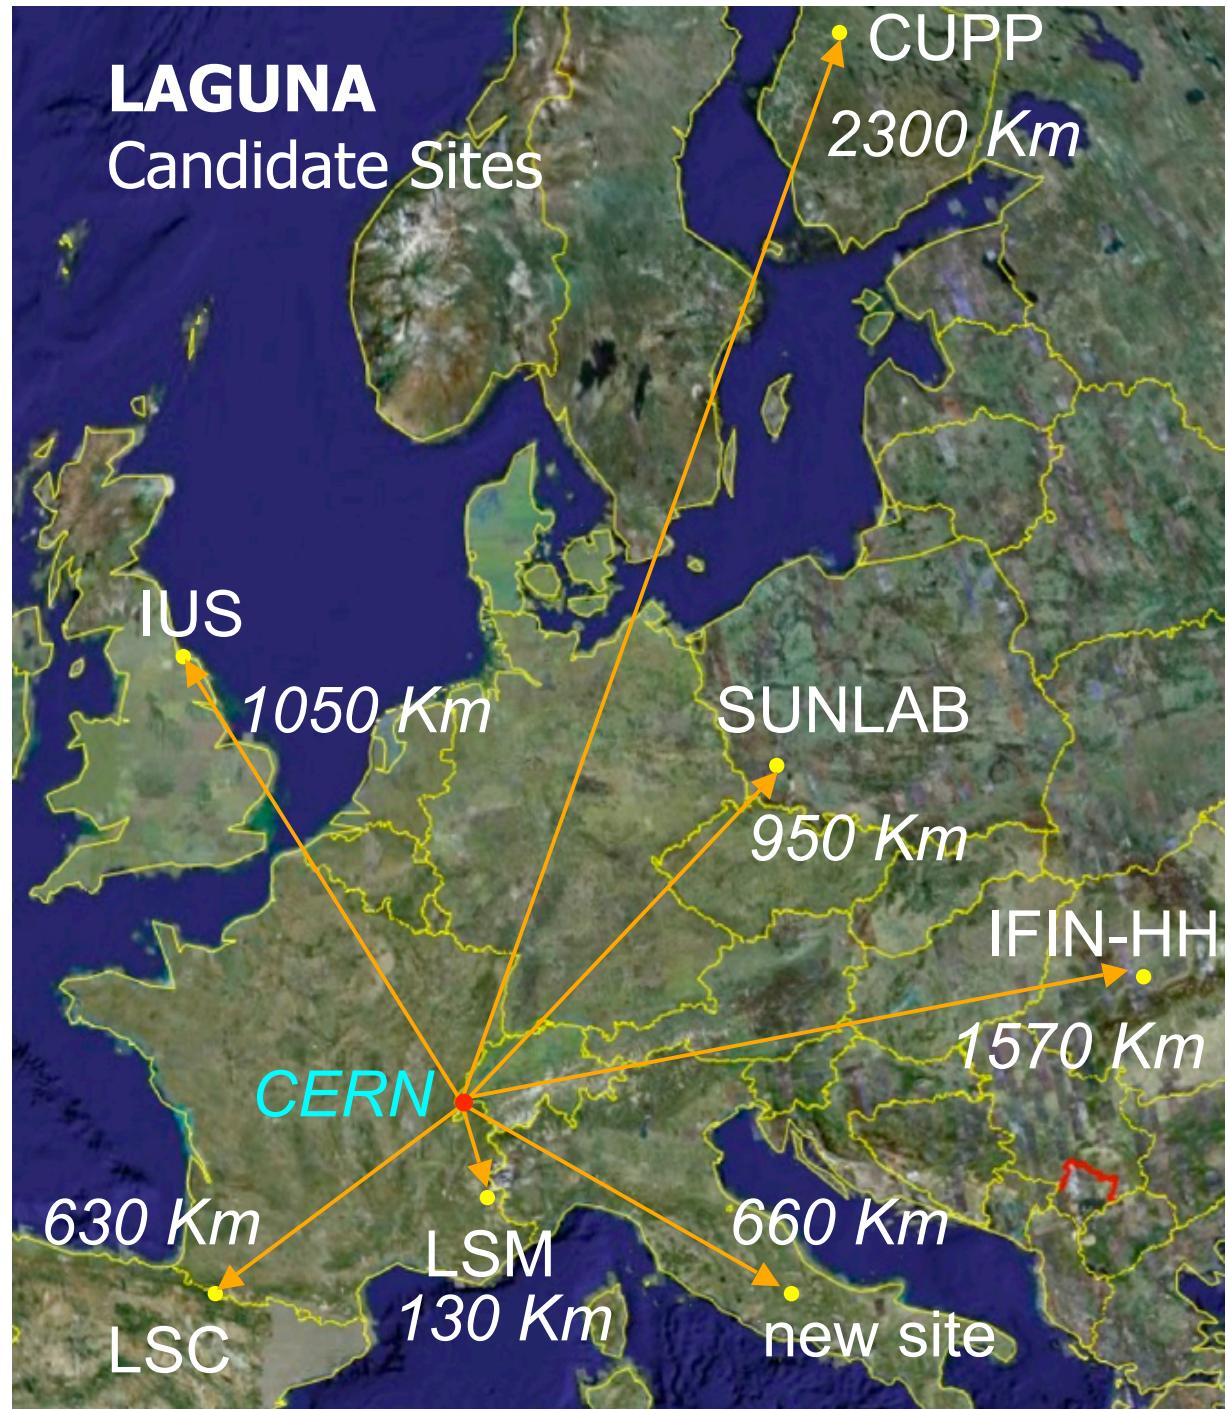 CUPP
LAGUNA
Candidate Sites
2300 Km
IUS
1050 Km
SUNLAB
950 Km
IFIN-HH
1570 Km
CERN
630 Km
660 Km
LSM
130 Km
new site
LSC